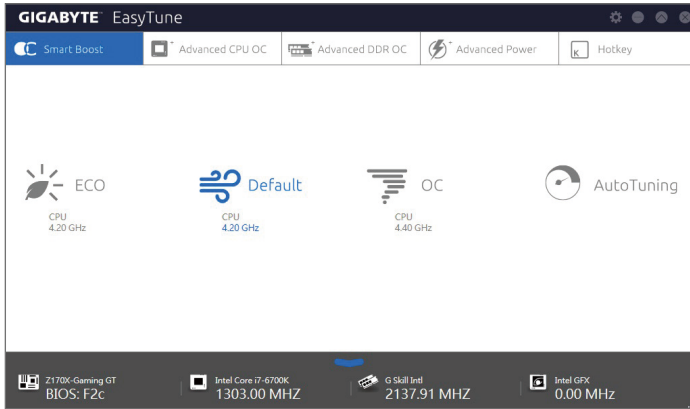 GIGABYTE™ EasyTune
Smart Boost
Advanced CPU OC
Advanced DDR OC
Advanced Power
K Hotkey
ECO
Default
OC
AutoTuning
CPU
4.20 GHz
CPU
4.20 GHz
CPU
4.40 GHz
Z170X-Gaming GT
BIOS: F2c
Intel Core i7-6700K
1303.00 MHZ
G Skill Intl
2137.91 MHZ
Intel GFX
0.00 MHz